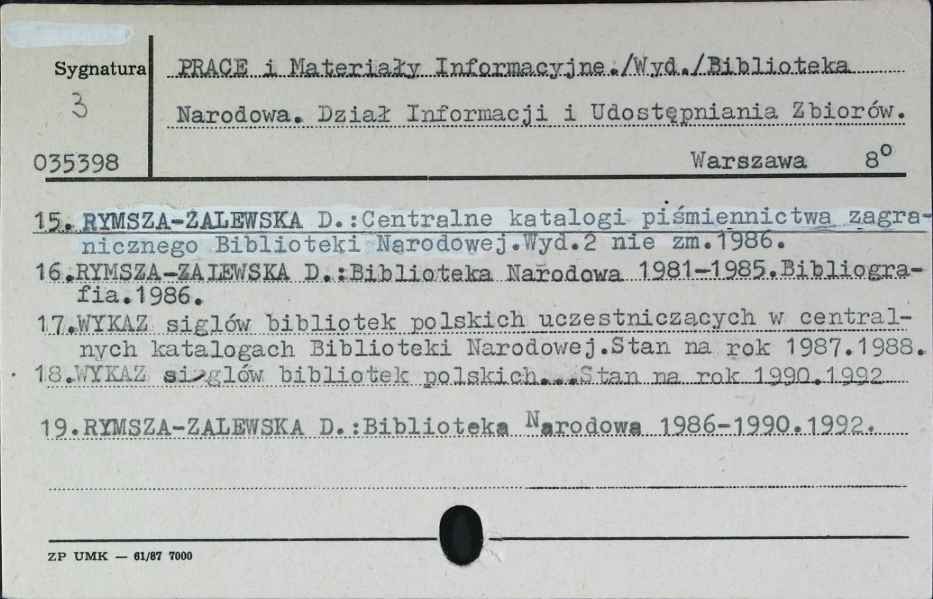 Sygnatura
3
035398
PRACE i Materiały Informacyjne./Wyd./Biblioteka
Narodowa. Dział Informacji i Udostępniania Zbiorów.
Warszawa 8°
15. RYMSZA-ZALEWSKA D.:Centralne katalogi piśmiennictwa zagra-
nicznego Biblioteki Narodowej.Wyd.2 nie zm.1986.
16.RYMSZA-ZALEWSKA D.:Biblioteka Narodowa 1981-1985.Bibliogra-
fia.1986.
17.WYKAZ siglów bibliotek polskich uczestniczących w central-
nych katalogach Biblioteki Narodowej.Stan na rok 1987.1988.
18.WYKAZ siglów bibliotek polskich...Stan na rok 1990.1992
19.RYMSZA-ZALEWSKA D.:Biblioteka Narodowa 1986-1990.1992.
ZP UMK — 61/87 7000